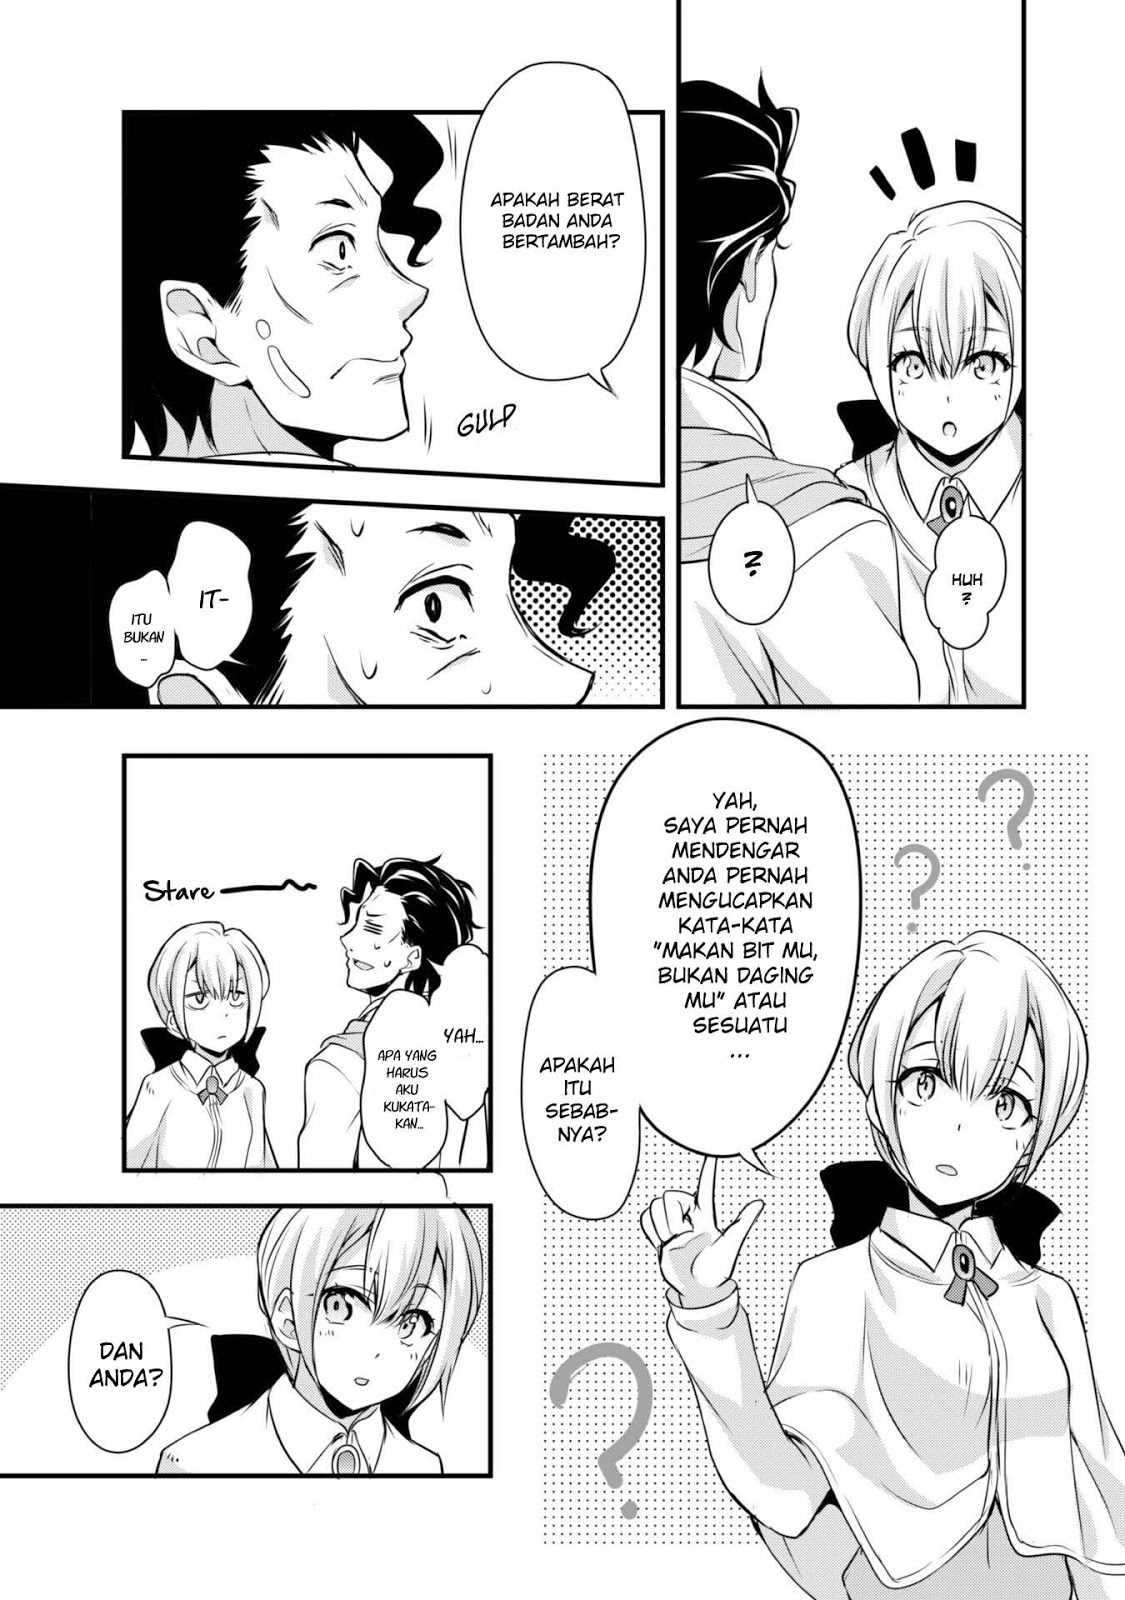 HUH
?
?
APAKAH BERAT
BADAN ANDA
BERTAMBAH?
GULP
IT-
ITU
BUKAN
..
YAH,
SAYA PERNAH
MENDENGAR
ANDA PERNAH
MENGUCAPKAN
KATA-KATA
"MAKAN BIT MU,
BUKAN DAGING
MU" ATAU
SESUATU
...
APAKAH
ITU
SEBAB-
NYA?
Stare
YAH...
APA YANG
HARUS
AKU
KUKATA-
KAN...
DAN
ANDA?